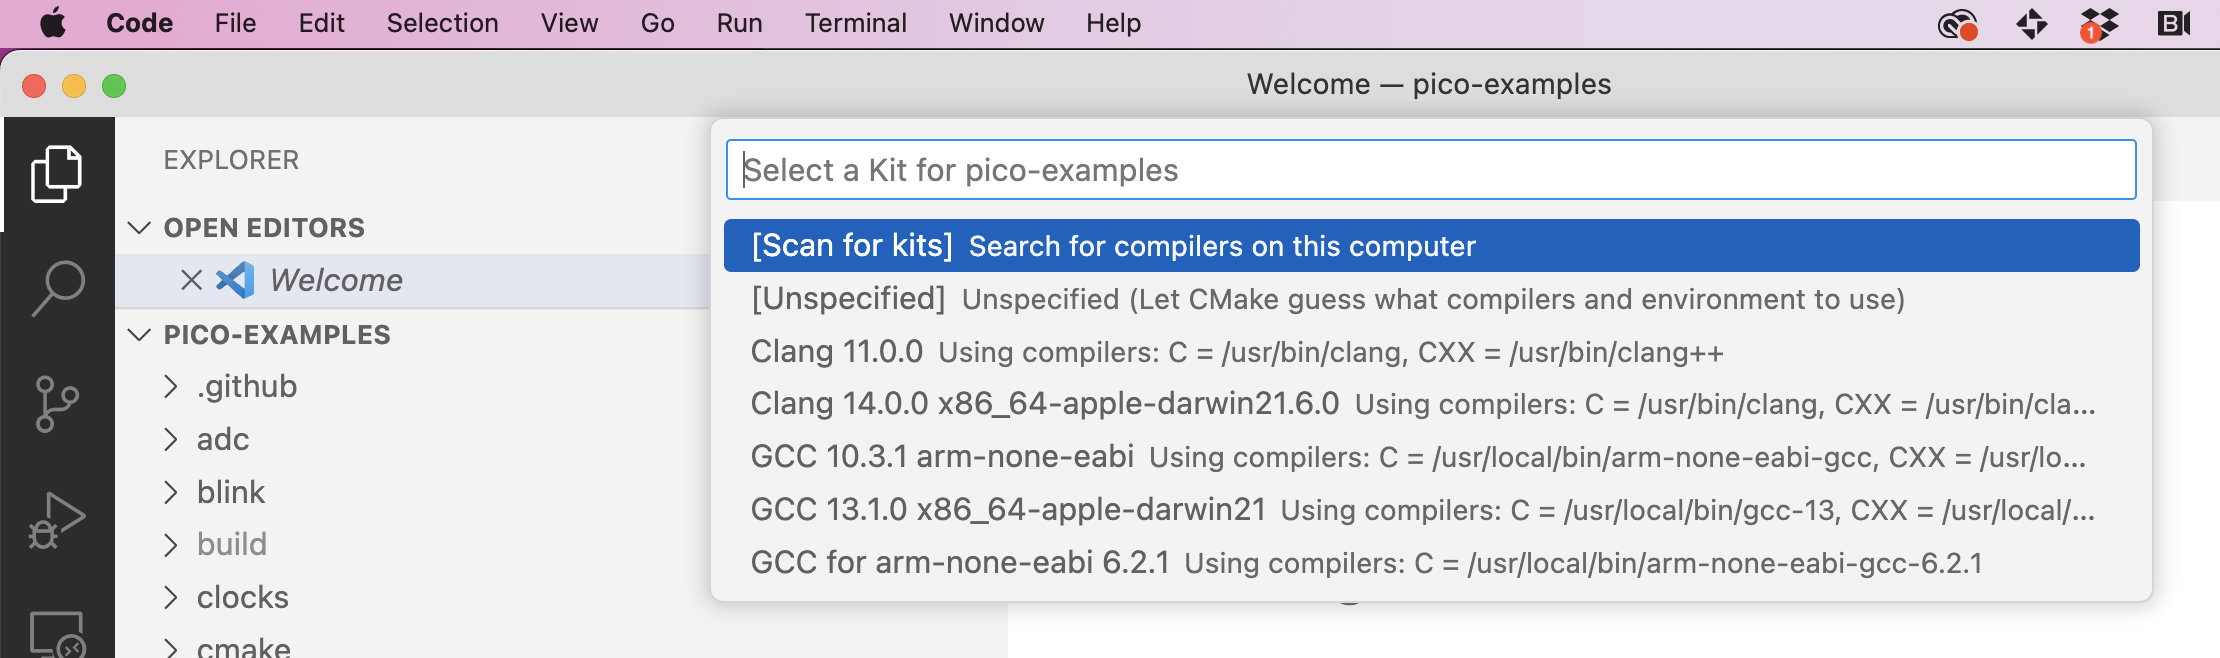 Code File Edit Selection View Go Run Terminal Window Help
1
B
Welcome — pico-examples
EXPLORER
OPEN EDITORS
Welcome
PICO-EXAMPLES
.github
adc
blink
build
clocks
cmake
Select a Kit for pico-examples
[Scan for kits] Search for compilers on this computer
[Unspecified] Unspecified (Let CMake guess what compilers and environment to use)
Clang 11.0.0 Using compilers: C = /usr/bin/clang, CXX = /usr/bin/clang++
Clang 14.0.0 x86_64-apple-darwin21.6.0 Using compilers: C = /usr/bin/clang, CXX = /usr/bin/cla...
GCC 10.3.1 arm-none-eabi Using compilers: C = /usr/local/bin/arm-none-eabi-gcc, CXX = /usr/lo...
GCC 13.1.0 x86_64-apple-darwin21 Using compilers: C = /usr/local/bin/gcc-13, CXX = /usr/local/...
GCC for arm-none-eabi 6.2.1 Using compilers: C = /usr/local/bin/arm-none-eabi-gcc-6.2.1